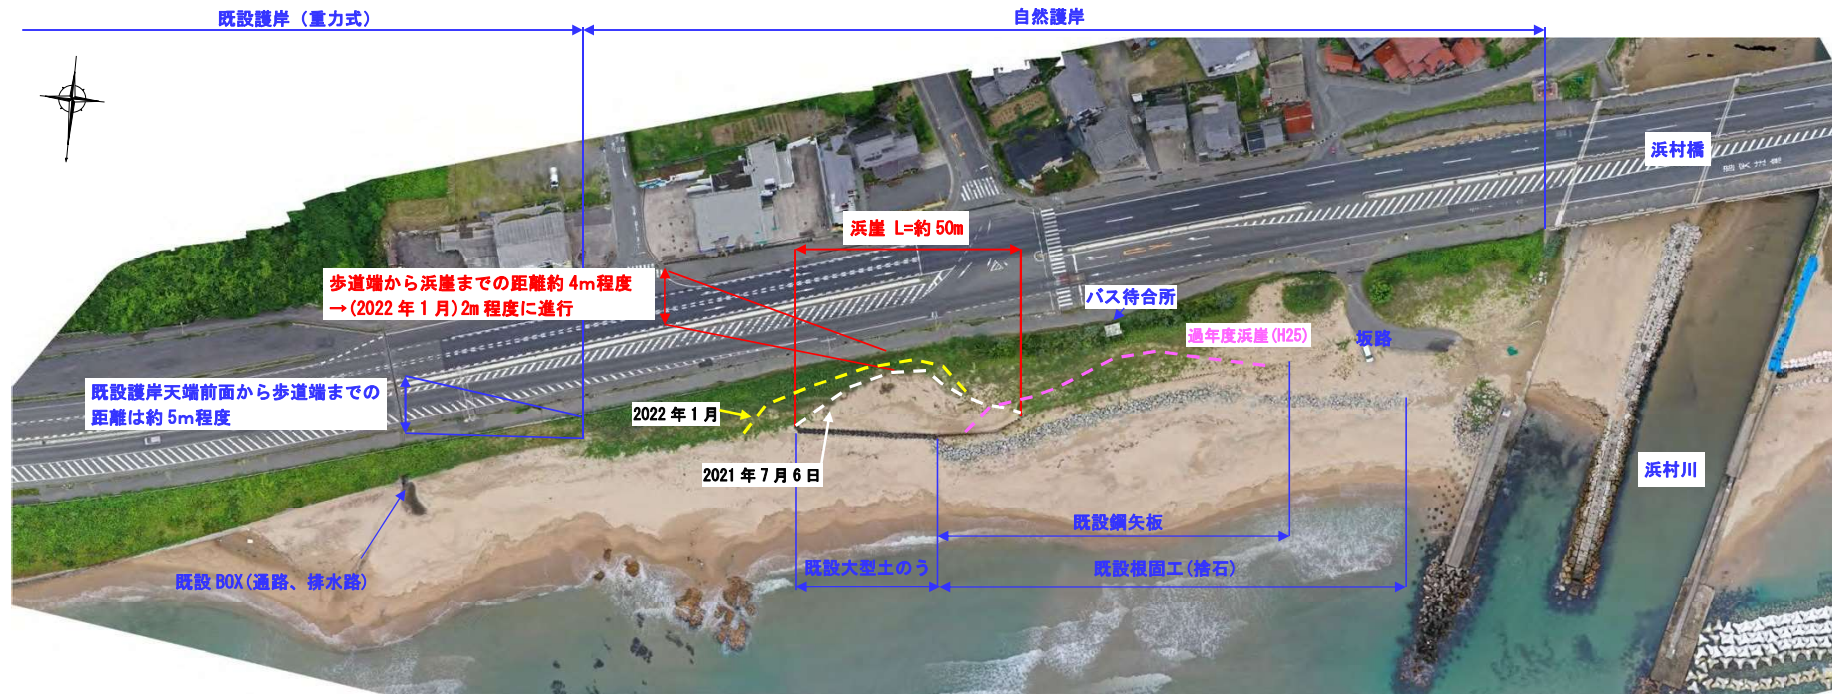 既設護岸（重力式）
自然護岸
浜村橋
浜崖 L=約 50m
歩道端から浜崖までの距離約 4m程度
→(2022 年 1 月)2m 程度に進行
バス待合所
過年度浜崖(H25)
坂路
既設護岸天端前面から歩道端までの
距離は約 5m程度
2022 年 1 月
2021 年 7 月 6 日
浜村川
既設鋼矢板
既設 BOX(通路、排水路)
既設大型土のう
既設根固工(捨石)